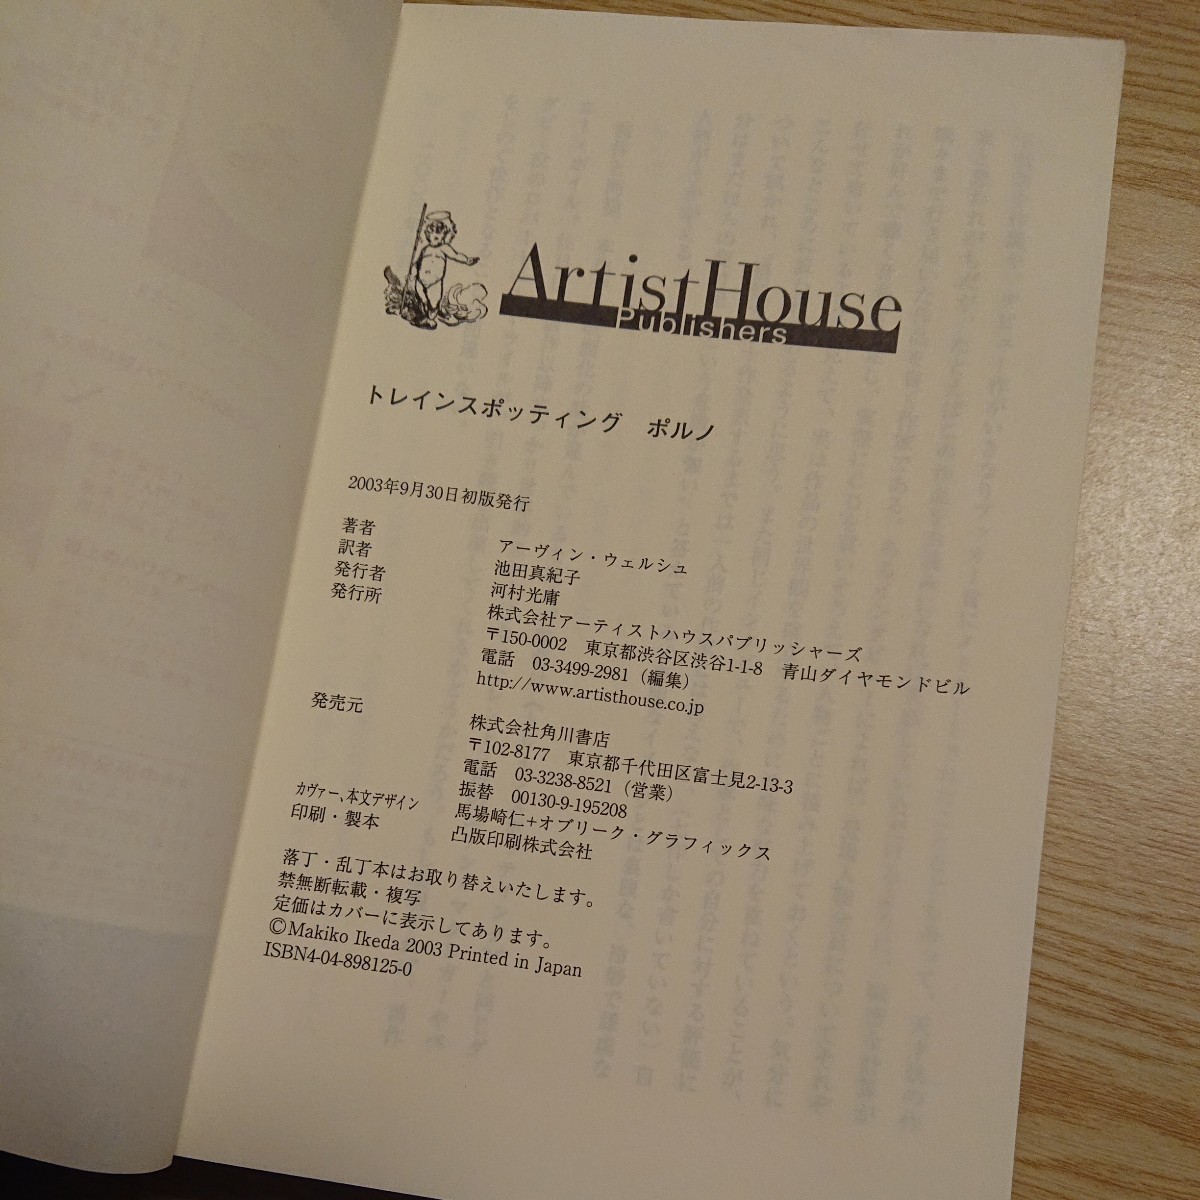 ArtistHouse
Publishers
トレインスポッティング　ポルノ
2003年9月30日初版発行
著者　アーヴィン・ウェルシュ
訳者　池田真紀子
発行者　河村光庸
発行所　株式会社アーティストハウスパブリッシャーズ
〒150-0002　東京都渋谷区渋谷1-1-8　青山ダイヤモンドビル
電話　03-3499-2981（編集）
http://www.artisthouse.co.jp
発売元　株式会社角川書店
〒102-8177　東京都千代田区富士見2-13-3
電話　03-3238-8521（営業）
振替　00130-9-195208
カヴァー、本文デザイン　馬場崎仁+オブリーク・グラフィックス
印刷・製本　凸版印刷株式会社
落丁・乱丁本はお取り替えいたします。
禁無断転載・複写
定価はカバーに表示してあります。
©Makiko Ikeda 2003 Printed in Japan
ISBN4-04-898125-0